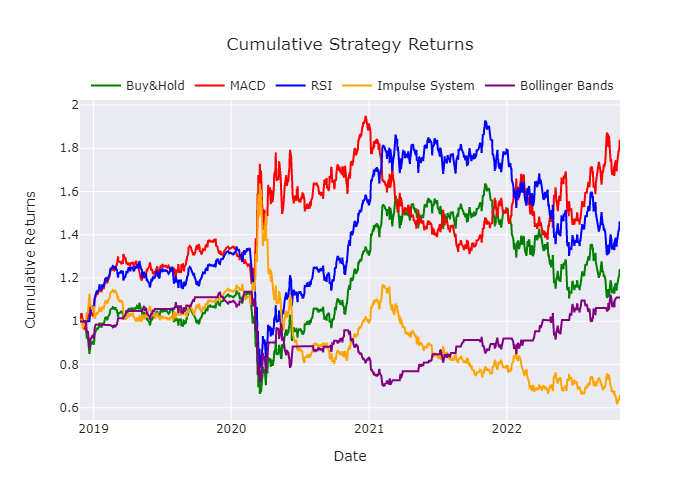 Cumulative Strategy Returns
Buy&Hold MACD RSI Impulse System Bollinger Bands
2
1.8
1.6
1.4
1.2
1
0.8
0.6
Cumulative Returns
2019 2020 2021 2022
Date